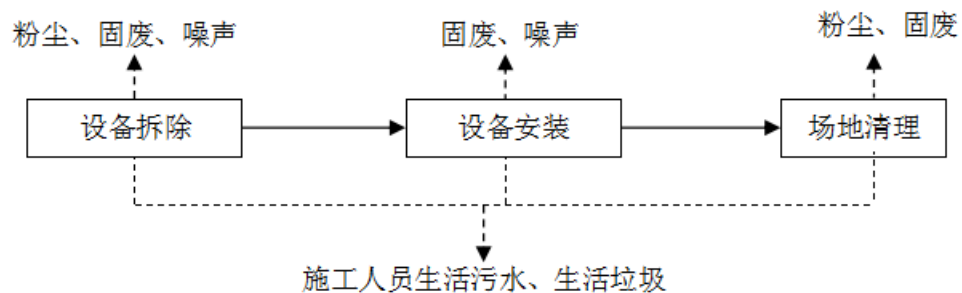 粉尘、固废、噪声
固废、噪声
粉尘、固废
设备拆除
设备安装
场地清理
施工人员生活污水、生活垃圾